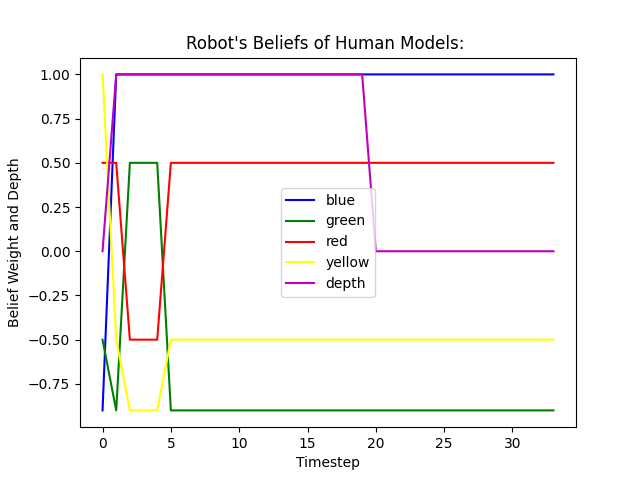 Robot's Beliefs of Human Models:
Belief Weight and Depth
1.00
0.75
0.50
0.25
0.00
−0.25
−0.50
−0.75
blue
green
red
yellow
depth
0 5 10 15 20 25 30
Timestep